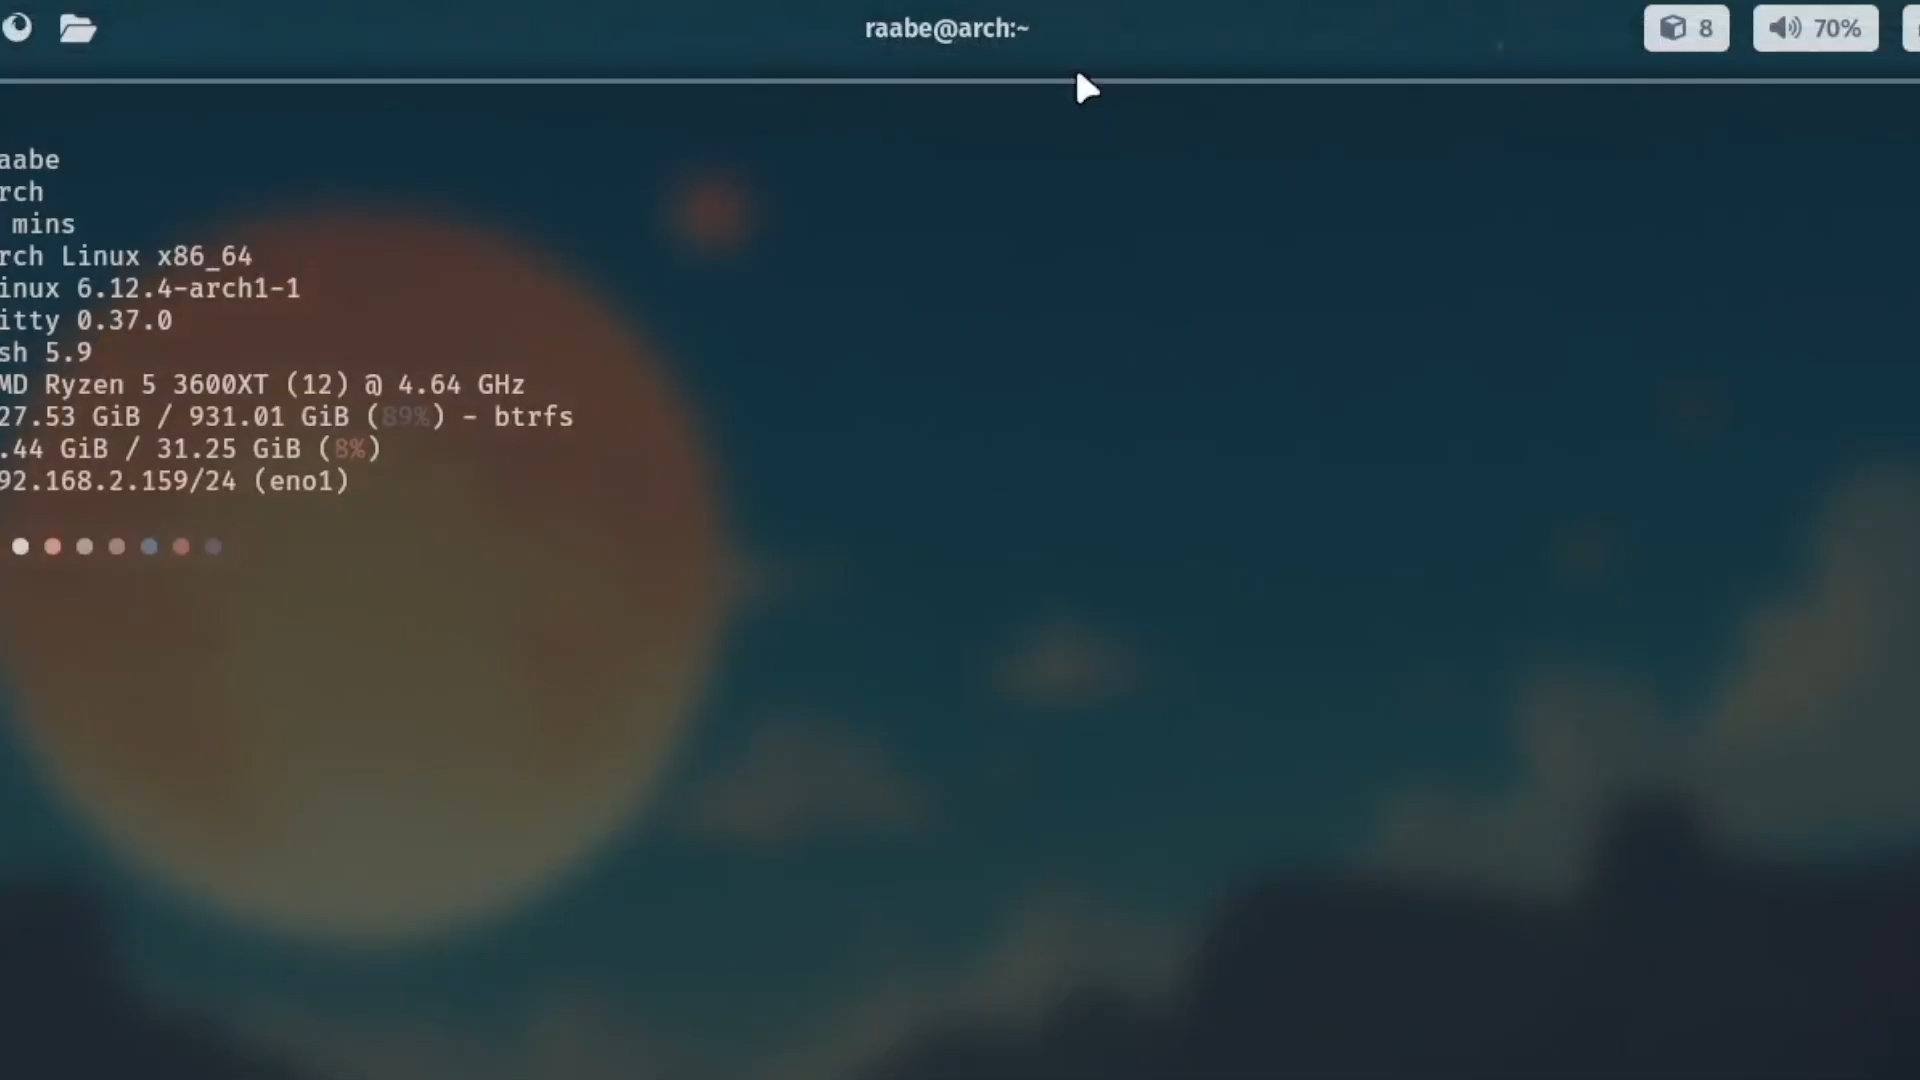 raabe@arch:~
8
70%
aabe
rch
mins
rch Linux x86_64
inux 6.12.4-arch1-1
itty 0.37.0
sh 5.9
MD Ryzen 5 3600XT (12) @ 4.64 GHz
27.53 GiB / 931.01 GiB (89%) - btrfs
.44 GiB / 31.25 GiB (8%)
92.168.2.159/24 (eno1)